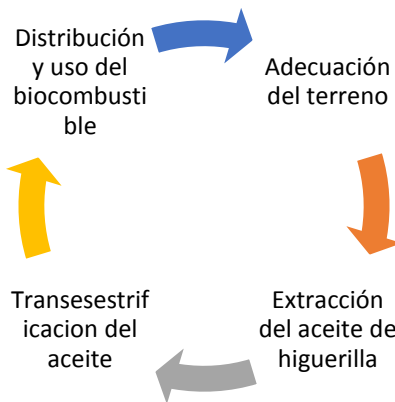 Distribución
y uso del
biocombusti
ble
Adecuación
del terreno
Extracción
del aceite de
higuerilla
Transesestrif
icacion del
aceite